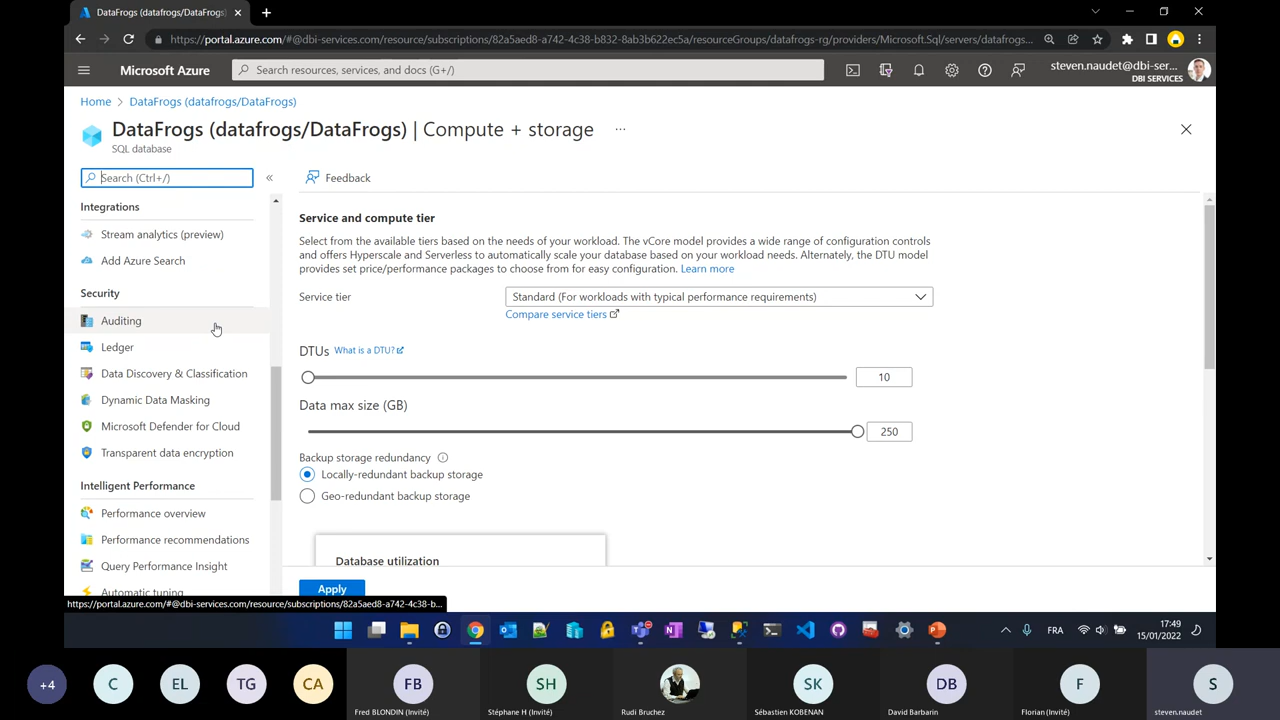 DataFrogs (datafrogs/DataFrogs)
https://portal.azure.com/#@dbi-services.com/resource/subscriptions/82a5aed8-a742-4c38-b832-8ab3b622ec5a/resourceGroups/datafrogs-rg/providers/Microsoft.Sql/servers/datafrogs...
Microsoft Azure
Search resources, services, and docs (G+/)
steven.naudet@dbi-ser...
DBI SERVICES
Home > DataFrogs (datafrogs/DataFrogs)
DataFrogs (datafrogs/DataFrogs) | Compute + storage ...
SQL database
Search (Ctrl+/)
«
Feedback
Integrations
Stream analytics (preview)
Add Azure Search
Security
Auditing
Ledger
Data Discovery & Classification
Dynamic Data Masking
Microsoft Defender for Cloud
Transparent data encryption
Intelligent Performance
Performance overview
Performance recommendations
Query Performance Insight
Automatic tuning
Service and compute tier
Select from the available tiers based on the needs of your workload. The vCore model provides a wide range of configuration controls
and offers Hyperscale and Serverless to automatically scale your database based on your workload needs. Alternately, the DTU model
provides set price/performance packages to choose from for easy configuration. Learn more
Service tier
Standard (For workloads with typical performance requirements)
Compare service tiers
DTUs What is a DTU?
10
Data max size (GB)
250
Backup storage redundancy
Locally-redundant backup storage
Geo-redundant backup storage
Database utilization
Apply
https://portal.azure.com/#@dbi-services.com/resource/subscriptions/82a5aed8-a742-4c38-b...
FRA
17:49
15/01/2022
+4
C
EL
TG
CA
FB
Fred BLONDIN (Invité)
SH
Stéphane H (Invité)
Rudi Bruchez
SK
Sébastien KOBENAN
DB
David Barbarin
F
Florian (Invité)
S
steven.naudet